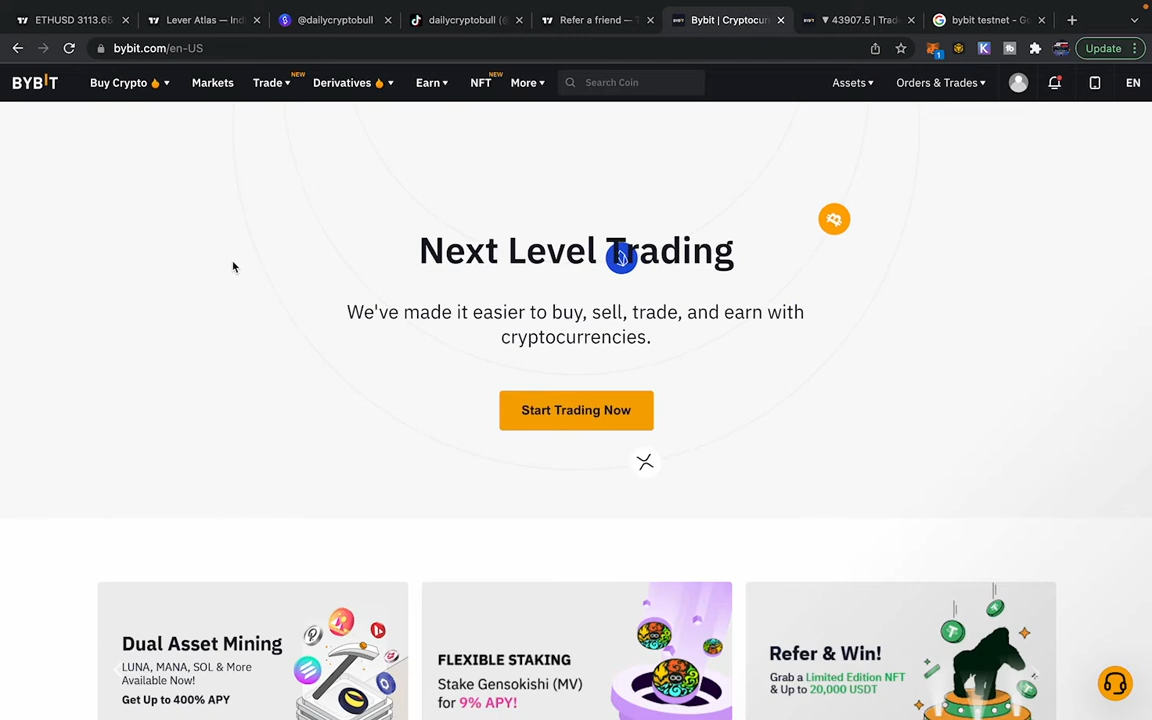 ETHUSD 3113.65
Lever Atlas — Ind
@dailycryptobull
dailycryptobull (@
Refer a friend — T
Bybit | Cryptocur
▼ 43907.5 | Trad
bybit testnet - Go
bybit.com/en-US
1
K
Update
BYBIT
Buy Crypto
Markets
Trade
NEW
Derivatives
Earn
NFT
NEW
More
Search Coin
Assets
Orders & Trades
EN
Next Level Trading
We've made it easier to buy, sell, trade, and earn with
cryptocurrencies.
Start Trading Now
Dual Asset Mining
LUNA, MANA, SOL & More
Available Now!
Get Up to 400% APY
FLEXIBLE STAKING
Stake Gensokishi (MV)
for 9% APY!
Refer & Win!
Grab a Limited Edition NFT
& Up to 20,000 USDT